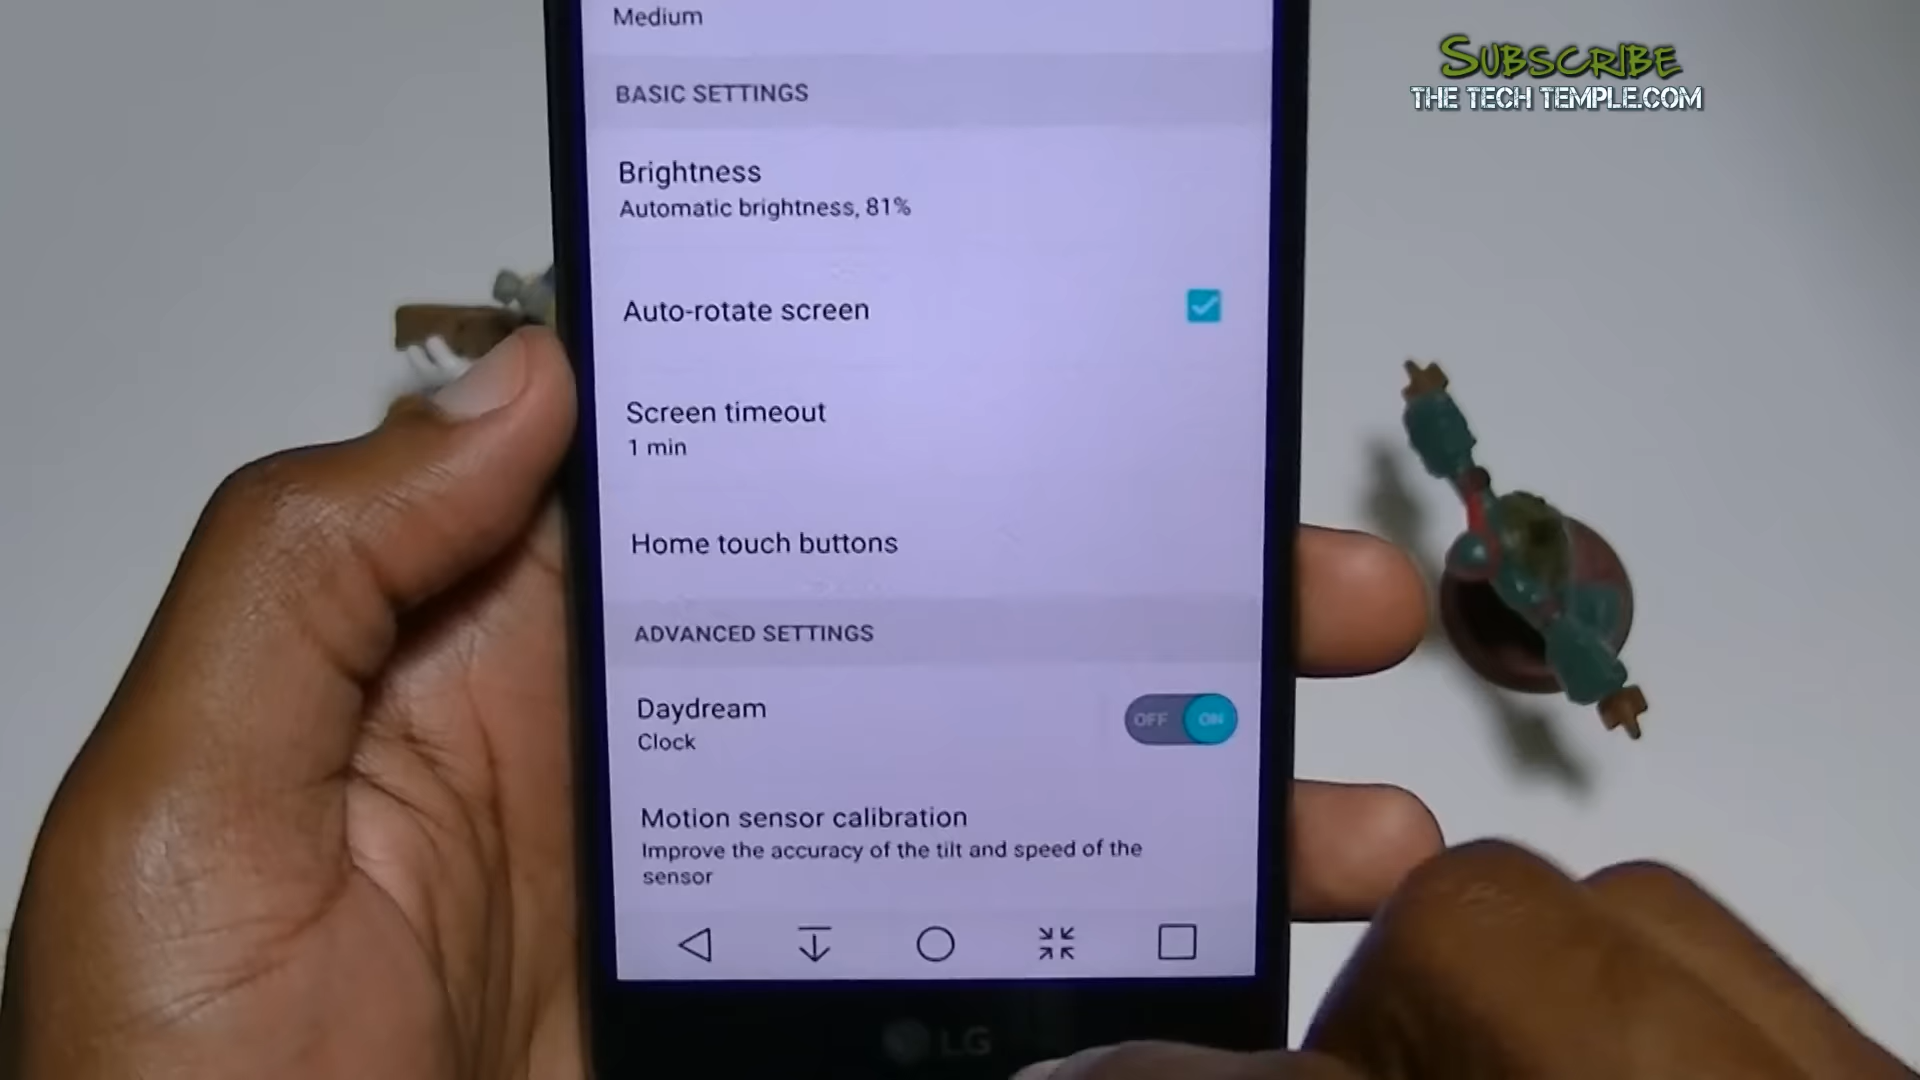 Medium
SUBSCRIBE
THE TECH TEMPLE.COM
BASIC SETTINGS
Brightness
Automatic brightness, 81%
Auto-rotate screen
Screen timeout
1 min
Home touch buttons
ADVANCED SETTINGS
Daydream
OFF ON
Clock
Motion sensor calibration
Improve the accuracy of the tilt and speed of the
sensor
LG